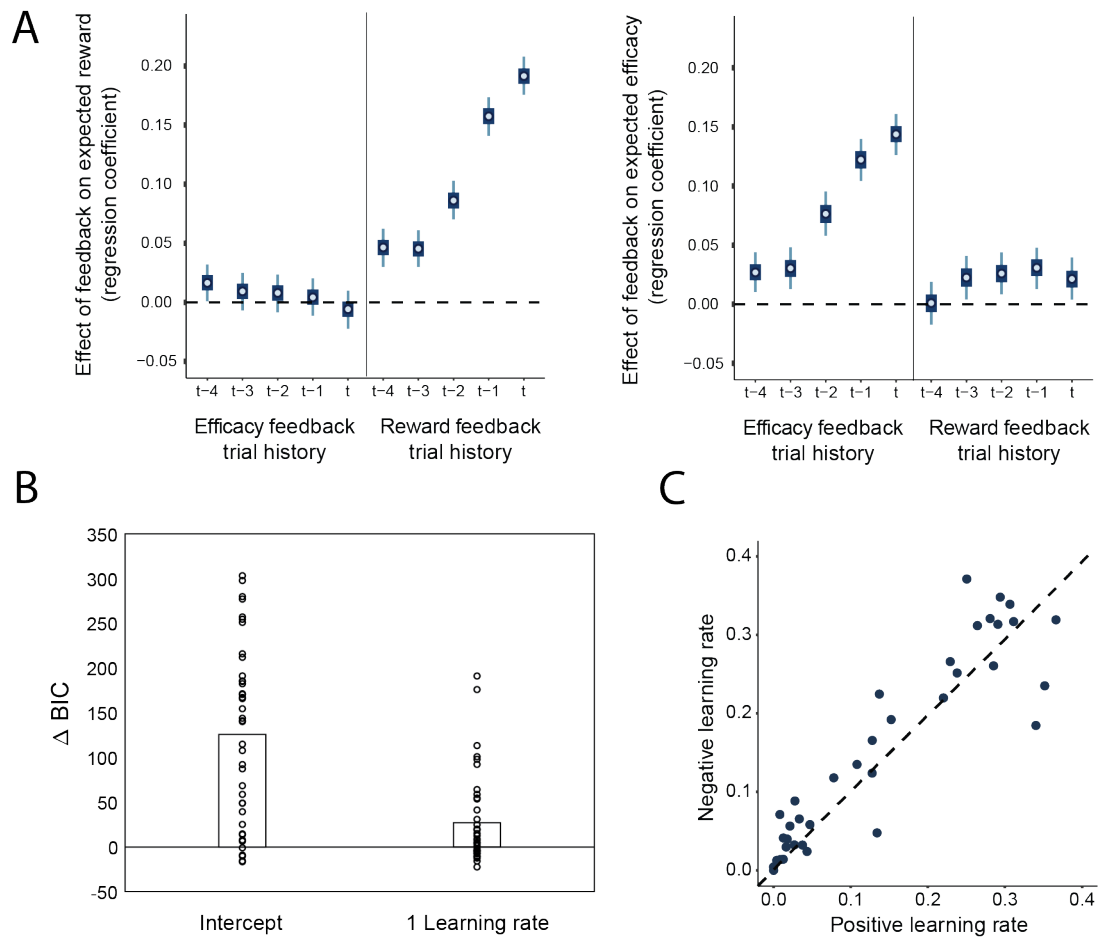 A
Effect of feedback on expected reward
(regression coefficient)
0.20
0.15
0.10
0.05
0.00
−0.05
t−4 t−3 t−2 t−1 t t−4 t−3 t−2 t−1 t
Efficacy feedback
trial history
Reward feedback
trial history
Effect of feedback on expected efficacy
(regression coefficient)
0.20
0.15
0.10
0.05
0.00
−0.05
t−4 t−3 t−2 t−1 t t−4 t−3 t−2 t−1 t
Efficacy feedback
trial history
Reward feedback
trial history
B
Δ BIC
350
300
250
200
150
100
50
0
-50
Intercept
1 Learning rate
C
Negative learning rate
0.4
0.3
0.2
0.1
0.0
0.0 0.1 0.2 0.3 0.4
Positive learning rate